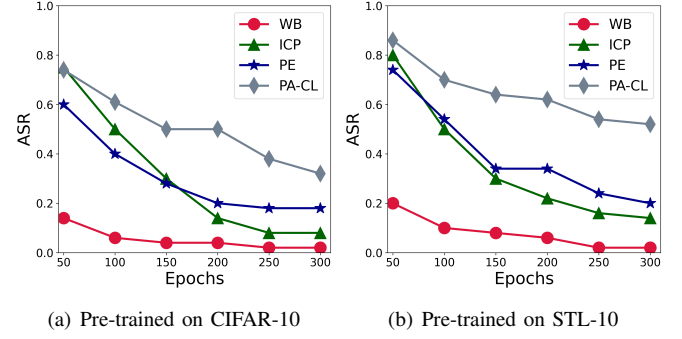 1.0
0.8
0.6
0.4
0.2
0.0
ASR
50 100 150 200 250 300
Epochs
WB
ICP
PE
PA-CL
(a) Pre-trained on CIFAR-10
1.0
0.8
0.6
0.4
0.2
0.0
ASR
50 100 150 200 250 300
Epochs
WB
ICP
PE
PA-CL
(b) Pre-trained on STL-10